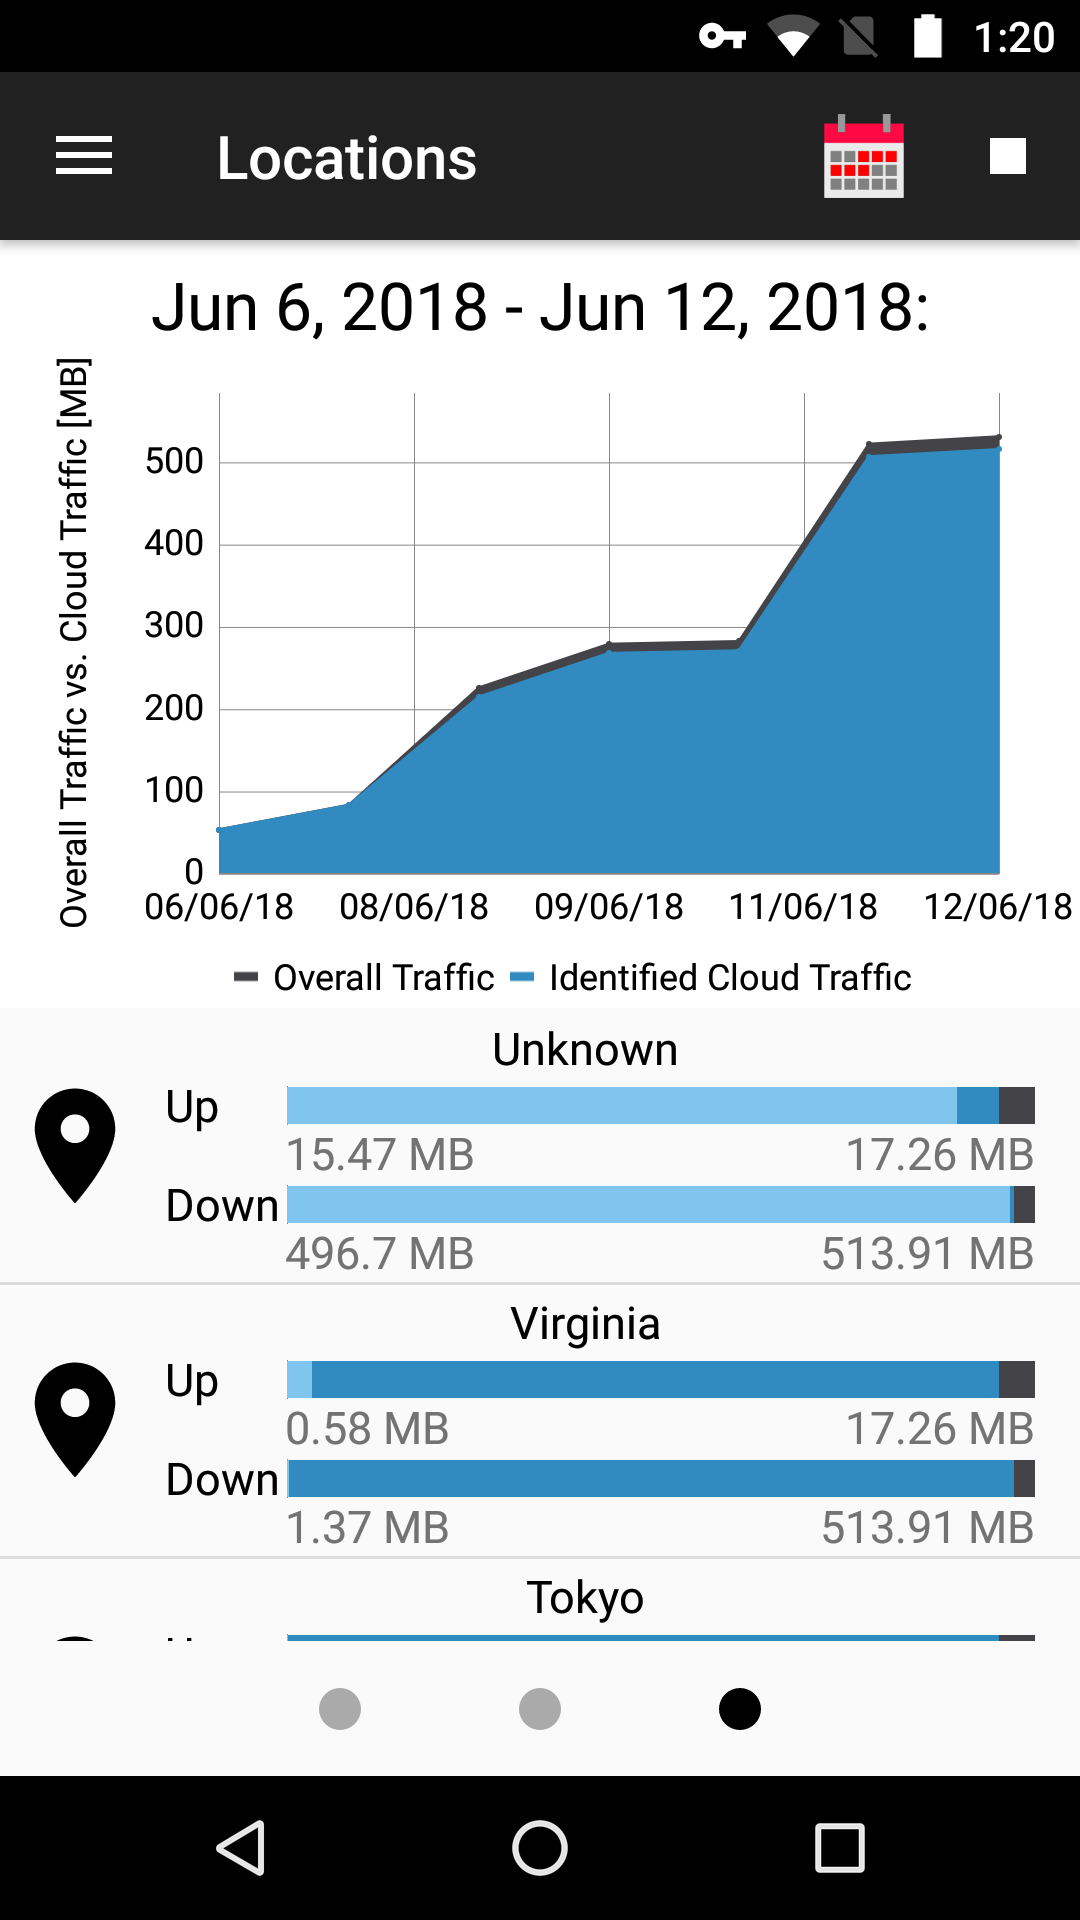 1:20
Locations
Jun 6, 2018 - Jun 12, 2018:
Overall Traffic vs. Cloud Traffic [MB]
500
400
300
200
100
0
06/06/18 08/06/18 09/06/18 11/06/18 12/06/18
Overall Traffic Identified Cloud Traffic
Unknown
Up
15.47 MB 17.26 MB
Down
496.7 MB 513.91 MB
Virginia
Up
0.58 MB 17.26 MB
Down
1.37 MB 513.91 MB
Tokyo